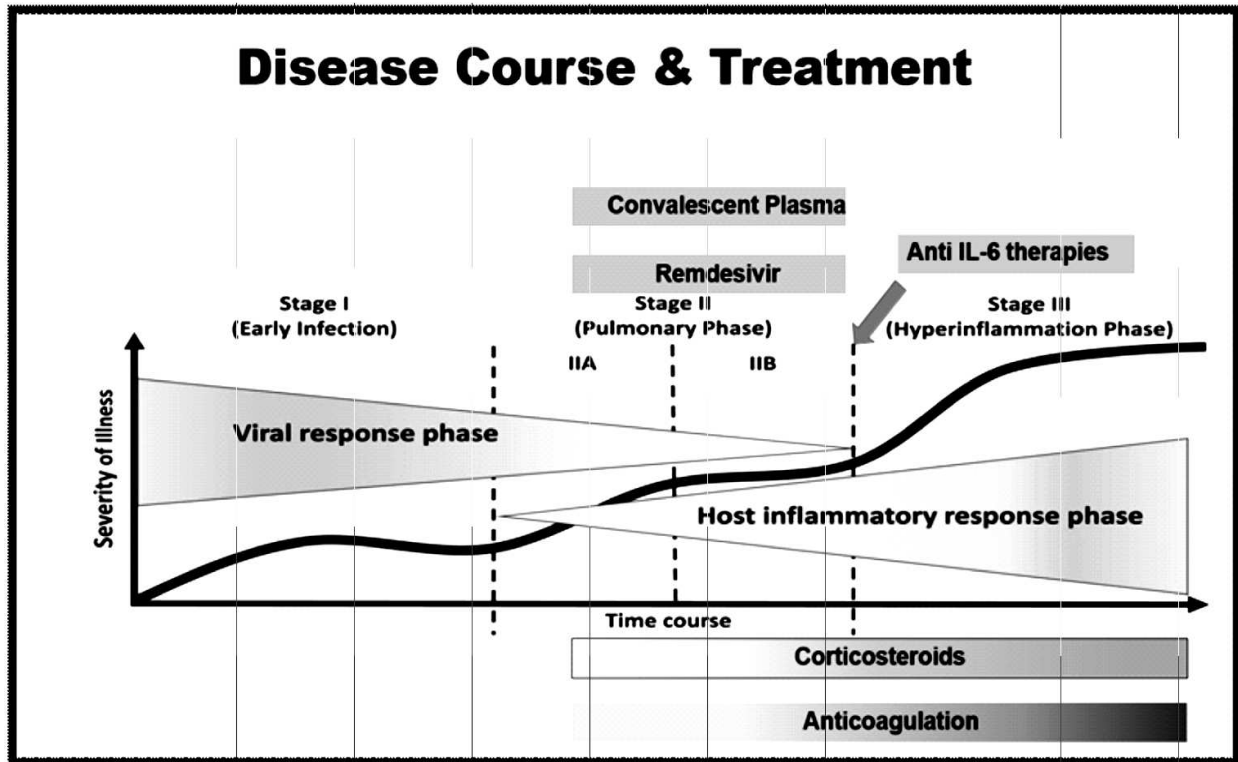 Disease Course & Treatment
Convalescent Plasma
Remdesivir
Anti IL-6 therapies
Stage I
(Early Infection)
Stage II
(Pulmonary Phase)
Stage III
(Hyperinflammation Phase)
IIA
IIB
Severity of Illness
Viral response phase
Host inflammatory response phase
Time course
Corticosteroids
Anticoagulation